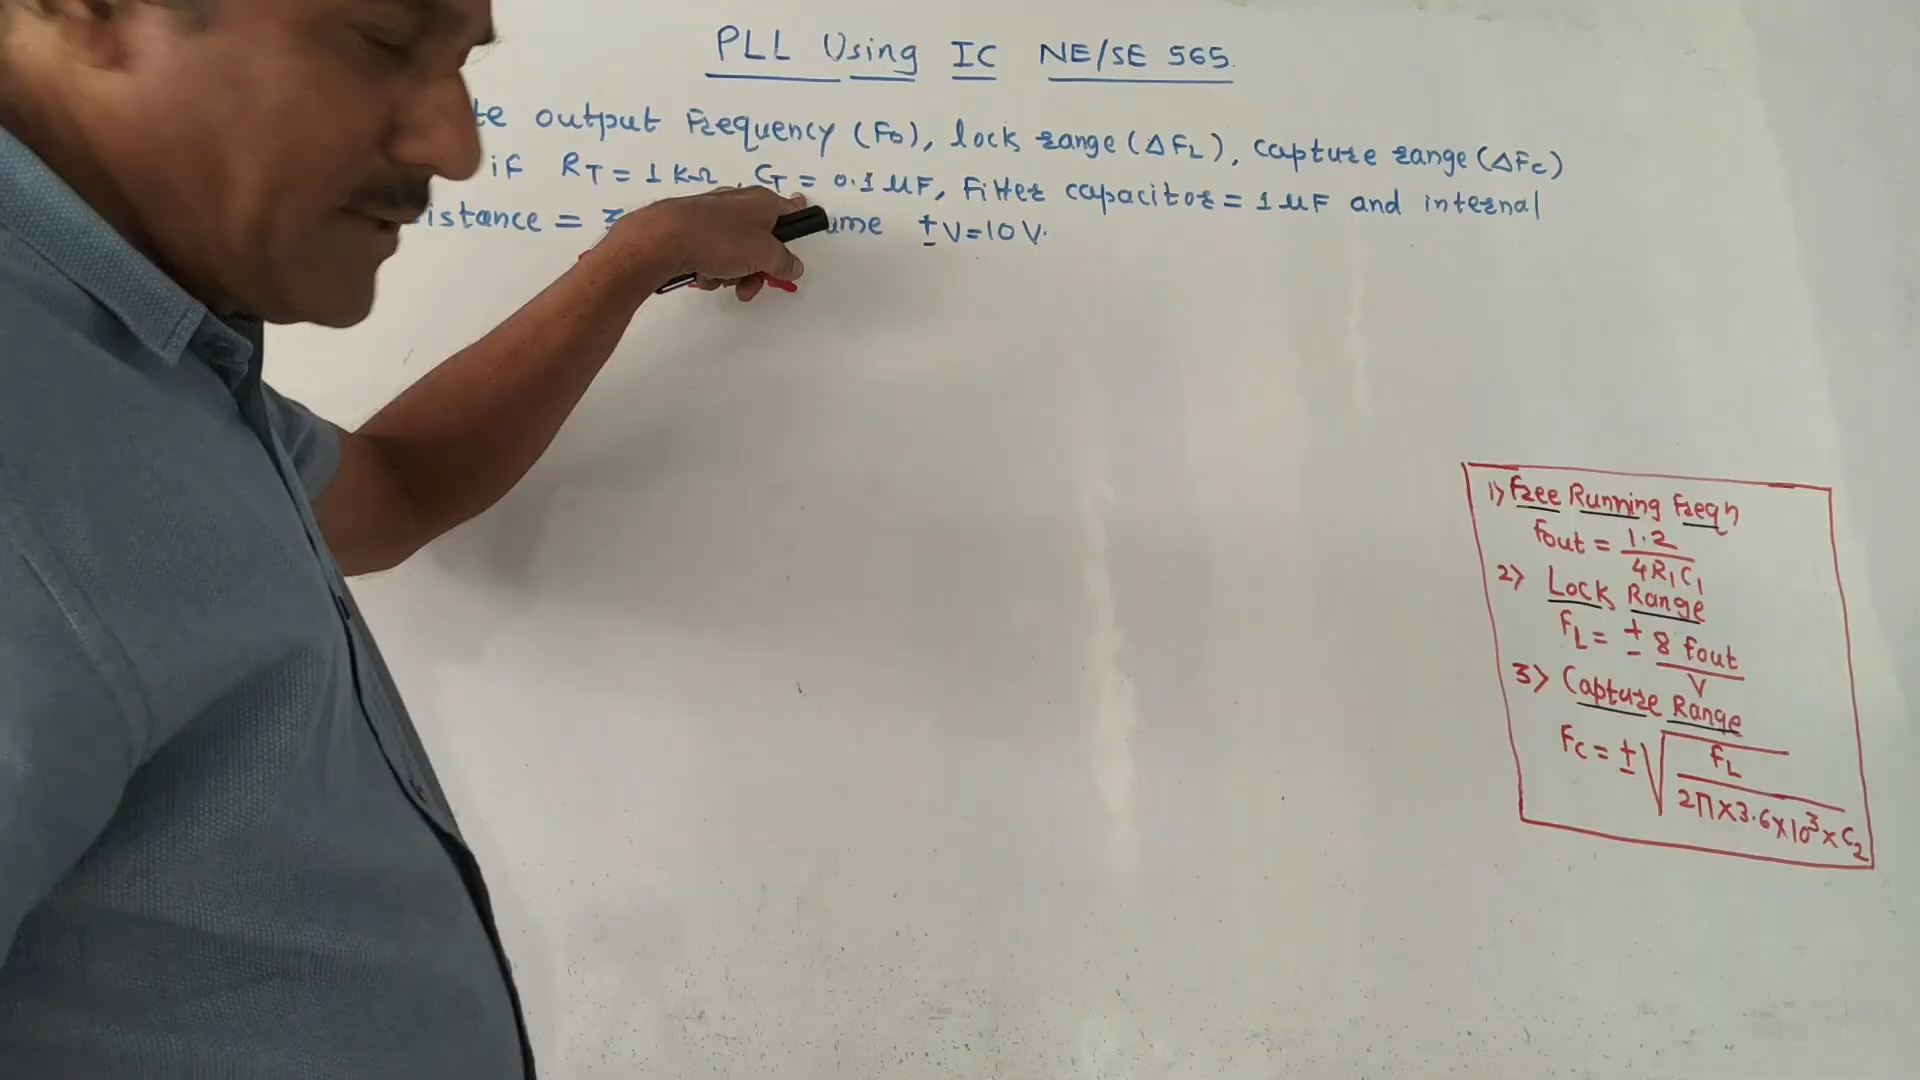 PLL Using IC NE/SE 565.
te output Frequency (Fo), lock range (ΔFL), capture range (ΔFc)
if RT = 1 KΩ, CT = 0.1 μF, Filter capacitor = 1 μF and internal
istance = 3 ume ± V=10 V.
1) Free Running Freqn
fout = 1.2 / 4R1C1
2) Lock Range
FL = ± 8 fout / V
3) Capture Range
Fc = ± √ fL / 2π×3.6×10³×C2